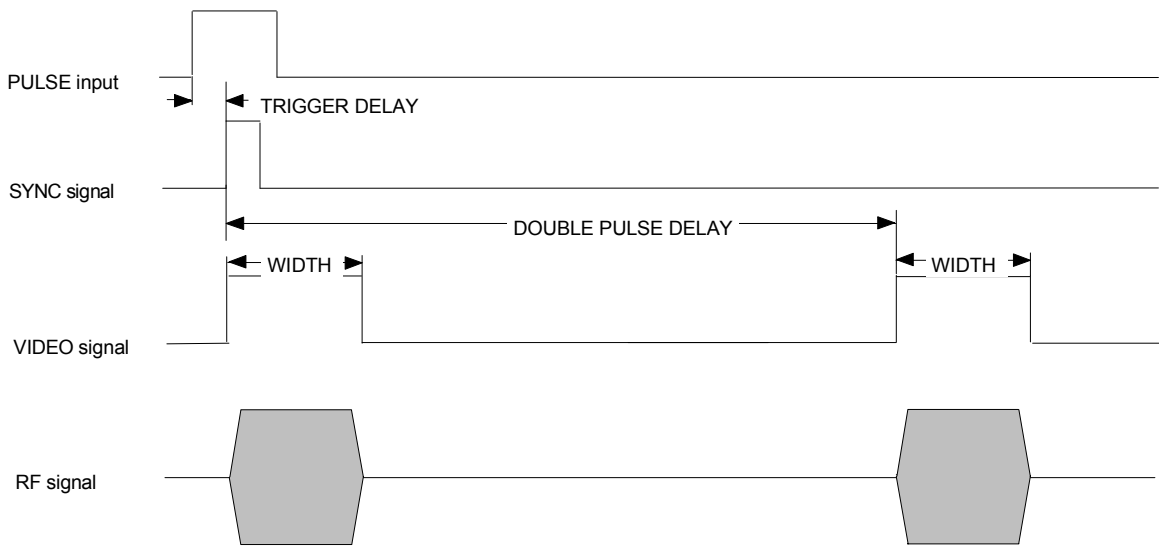 PULSE input
TRIGGER DELAY
SYNC signal
DOUBLE PULSE DELAY
WIDTH
WIDTH
VIDEO signal
RF signal